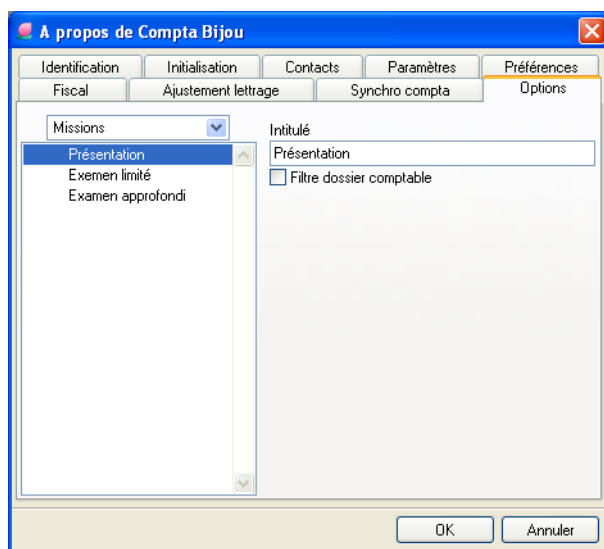 A propos de Compta Bijou
Identification Initialisation Contacts Paramètres Préférences
Fiscal Ajustement lettrage Synchro compta Options
Missions
Présentation
Exemen limité
Examen approfondi
Intitulé
Présentation
Filtre dossier comptable
OK Annuler